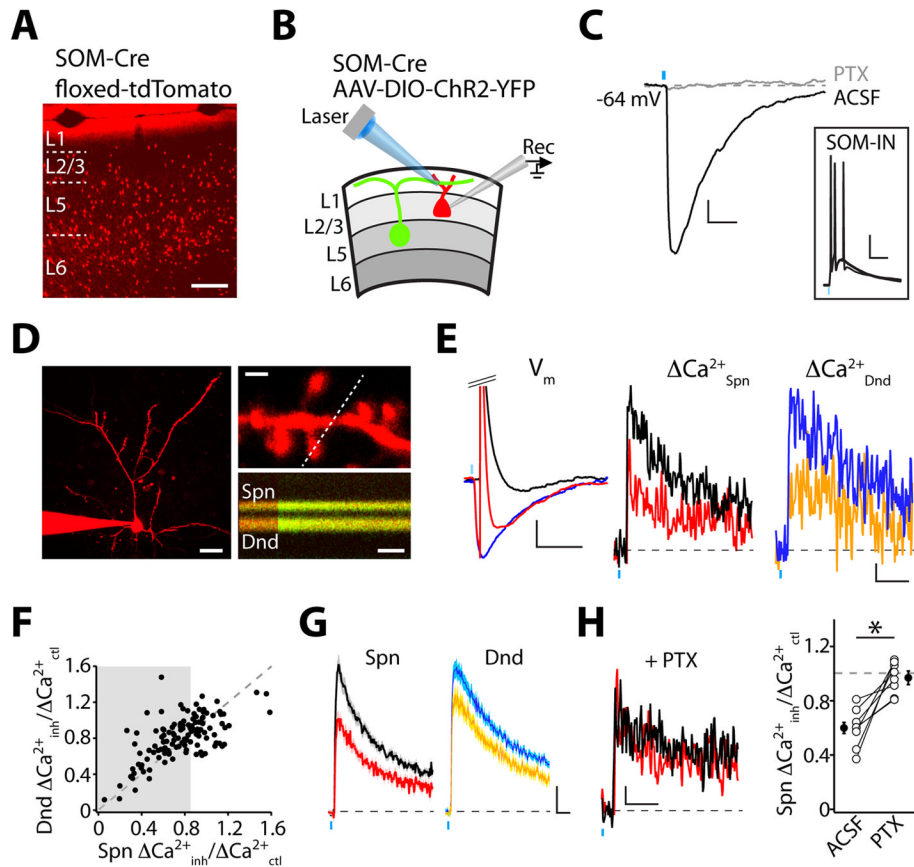 A
SOM-Cre
floxed-tdTomato
L1
L2/3
L5
L6
B
SOM-Cre
AAV-DIO-ChR2-YFP
Laser
Rec
L1
L2/3
L5
L6
C
PTX
-64 mV
ACSF
SOM-IN
D
Spn
Dnd
E
Vm
ΔCa2+Spn
ΔCa2+Dnd
F
Dnd ΔCa2+inh/ΔCa2+ctl
1.6
1.2
0.8
0.4
0
0 0.4 0.8 1.2 1.6
Spn ΔCa2+inh/ΔCa2+ctl
G
Spn
Dnd
H
+ PTX
Spn ΔCa2+inh/ΔCa2+ctl
*
1.2
0.8
0.4
0
ACSF
PTX